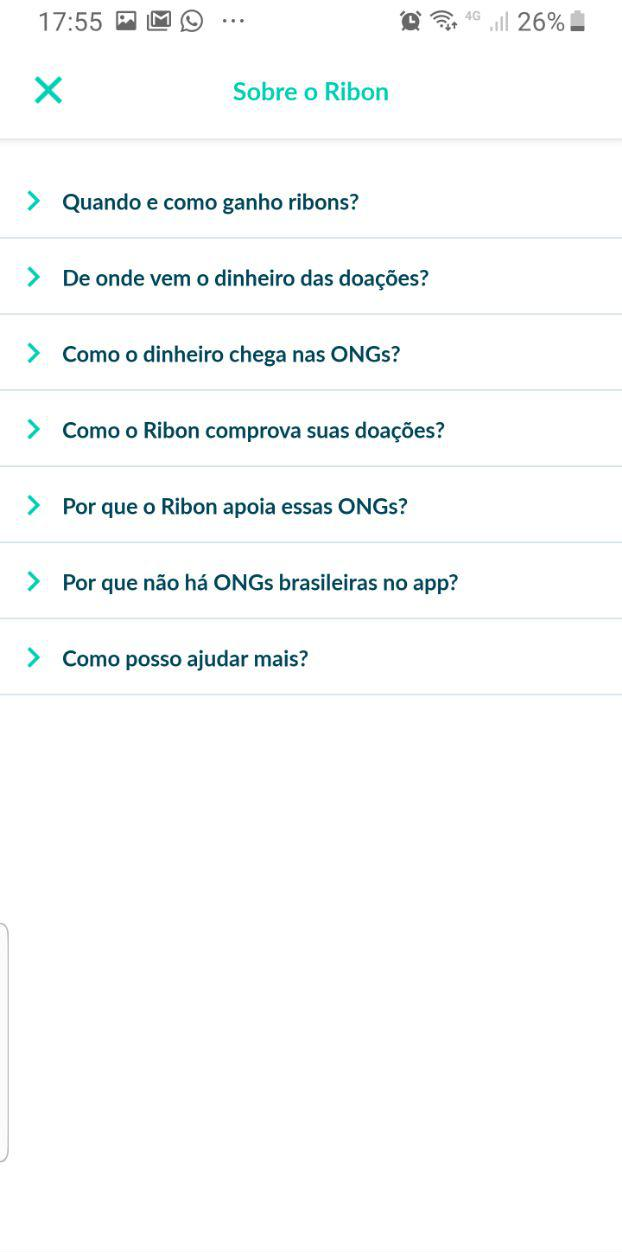 17:55 ... 4G 26%
Sobre o Ribon
Quando e como ganho ribons?
De onde vem o dinheiro das doações?
Como o dinheiro chega nas ONGs?
Como o Ribon comprova suas doações?
Por que o Ribon apoia essas ONGs?
Por que não há ONGs brasileiras no app?
Como posso ajudar mais?